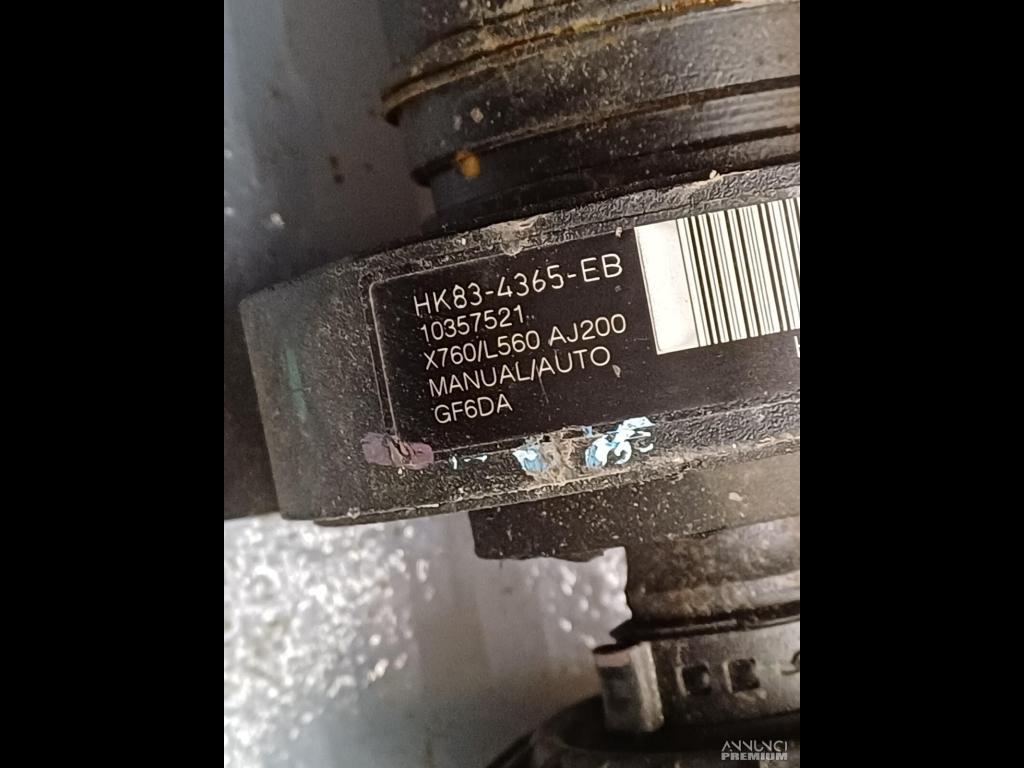 HK83-4365-EB
10357521
X760/L560 AJ200
MANUAL/AUTO
GF6DA
ANNUNCI
PREMIUM